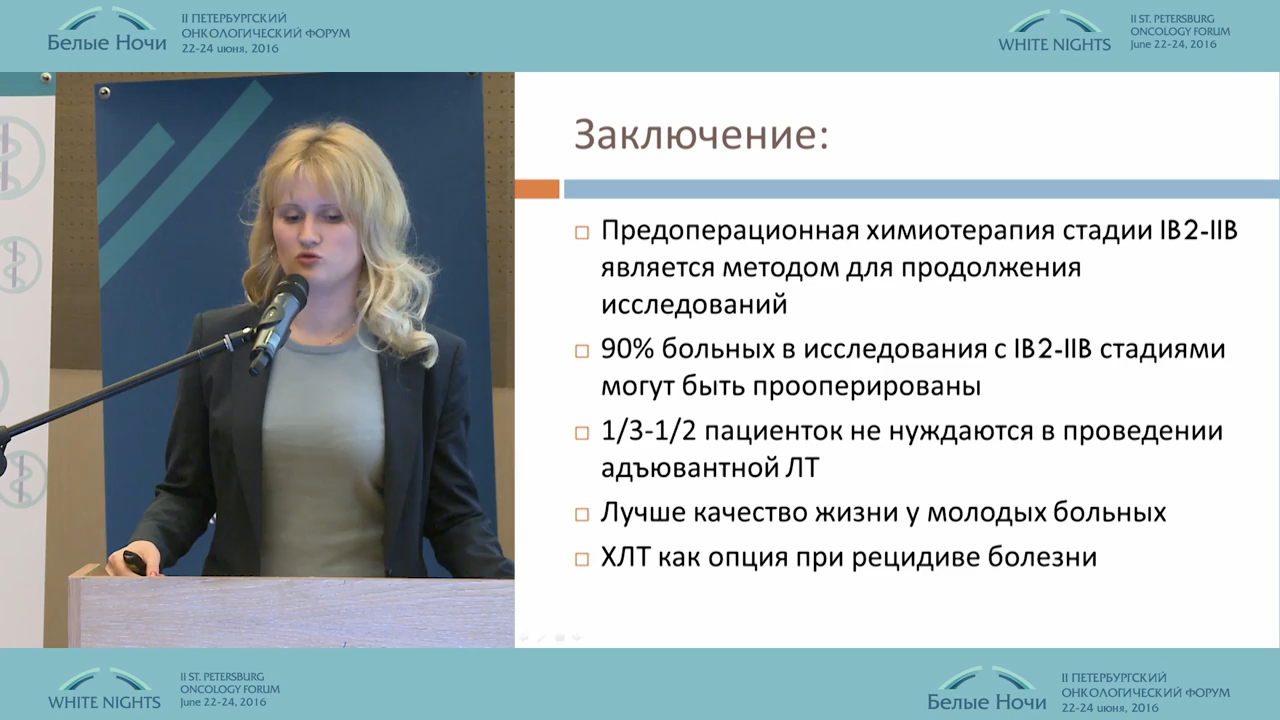 II ПЕТЕРБУРГСКИЙ
ОНКОЛОГИЧЕСКИЙ ФОРУМ
22-24 июня, 2016
Белые Ночи
II ST. PETERSBURG
ONCOLOGY FORUM
June 22-24, 2016
WHITE NIGHTS
Заключение:
Предоперационная химиотерапия стадии IB2-IIB
является методом для продолжения
исследований
90% больных в исследования с IB2-IIB стадиями
могут быть прооперированы
1/3-1/2 пациенток не нуждаются в проведении
адъювантной ЛТ
Лучше качество жизни у молодых больных
ХЛТ как опция при рецидиве болезни
II ST. PETERSBURG
ONCOLOGY FORUM
June 22-24, 2016
WHITE NIGHTS
II ПЕТЕРБУРГСКИЙ
ОНКОЛОГИЧЕСКИЙ ФОРУМ
22-24 июня, 2016
Белые Ночи